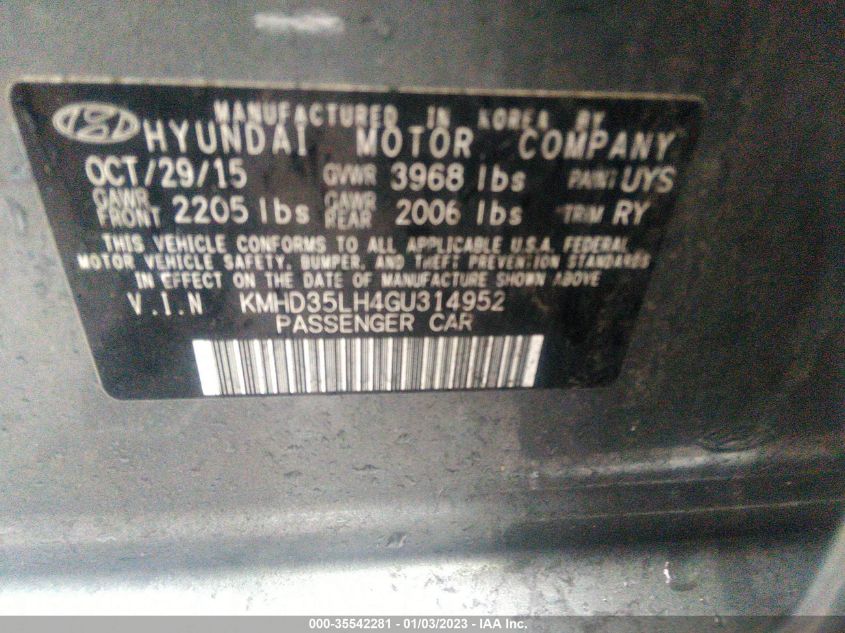 MANUFACTURED IN KOREA BY
HYUNDAI MOTOR COMPANY
OCT/29/15 GVWR 3968 lbs PAINT UYS
GAWR FRONT 2205 lbs GAWR REAR 2006 lbs TRIM RY
THIS VEHICLE CONFORMS TO ALL APPLICABLE U.S.A. FEDERAL
MOTOR VEHICLE SAFETY, BUMPER, AND THEFT PREVENTION STANDARDS
IN EFFECT ON THE DATE OF MANUFACTURE SHOWN ABOVE
V.I.N KMHD35LH4GU314952
PASSENGER CAR
000-35542281 - 01/03/2023 - © IAA Inc.